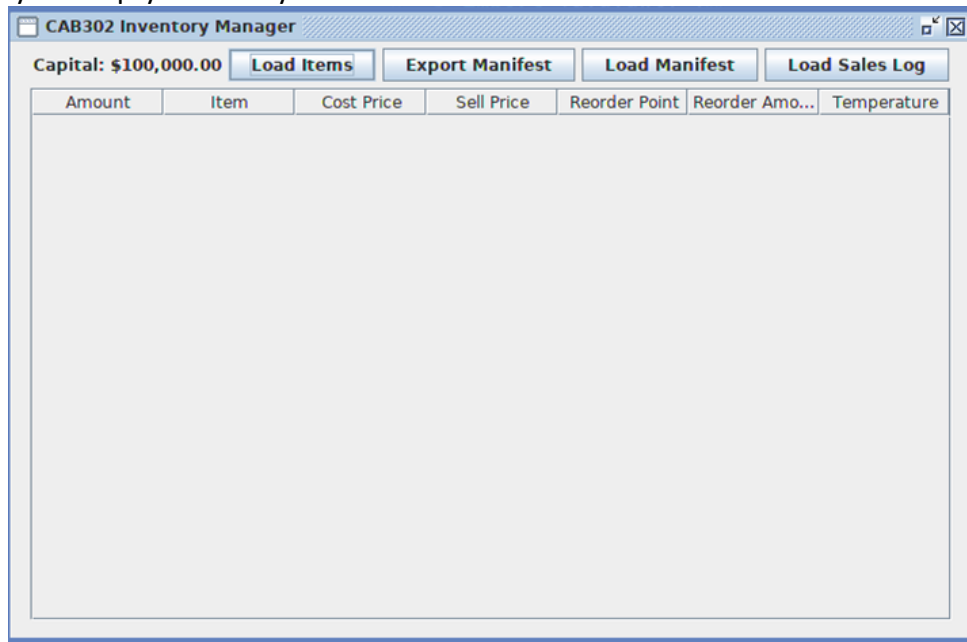 CAB302 Inventory Manager
Capital: $100,000.00 Load Items Export Manifest Load Manifest Load Sales Log
Amount Item Cost Price Sell Price Reorder Point Reorder Amo... Temperature